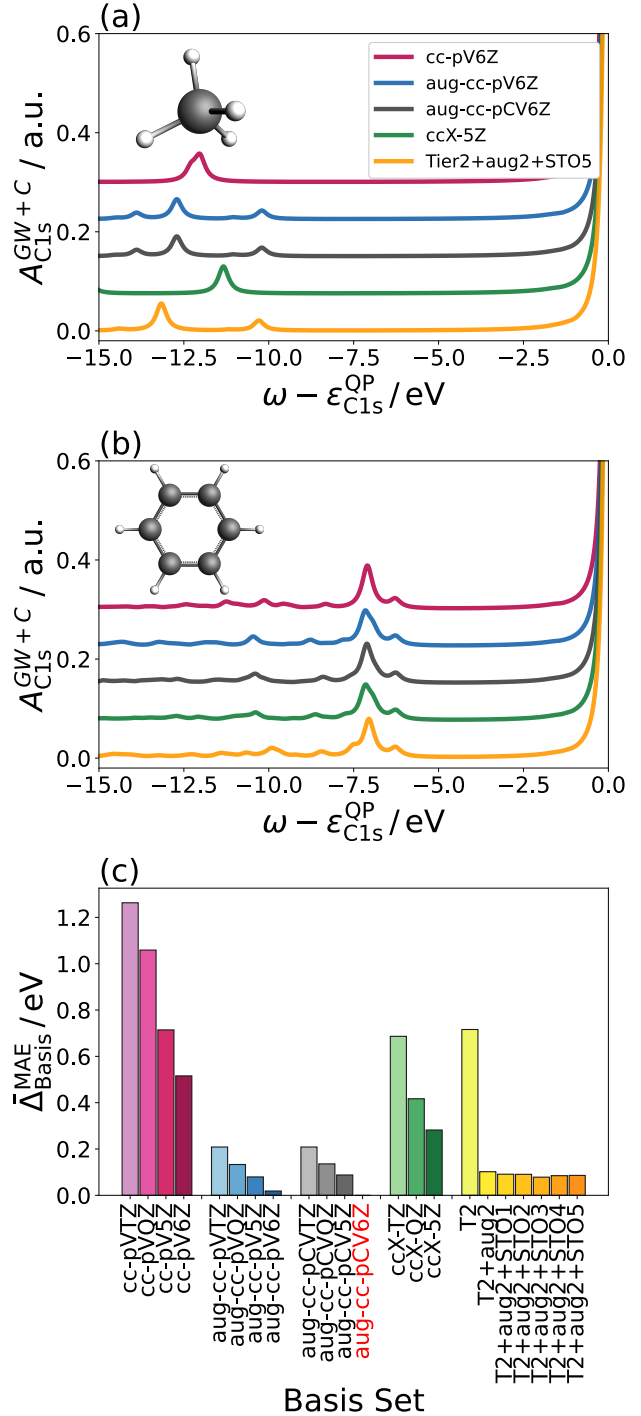 (a)
0.6
0.4
0.2
0.0
A^{GW+C}_{C1s} / a.u.
cc-pV6Z
aug-cc-pV6Z
aug-cc-pCV6Z
ccX-5Z
Tier2+aug2+STO5
−15.0 −12.5 −10.0 −7.5 −5.0 −2.5 0.0
ω − ε^{QP}_{C1s} / eV
(b)
0.6
0.4
0.2
0.0
A^{GW+C}_{C1s} / a.u.
−15.0 −12.5 −10.0 −7.5 −5.0 −2.5 0.0
ω − ε^{QP}_{C1s} / eV
(c)
1.2
1.0
0.8
0.6
0.4
0.2
0.0
Δ̄^{MAE}_{Basis} / eV
cc-pVTZ
cc-pVQZ
cc-pV5Z
cc-pV6Z
aug-cc-pVTZ
aug-cc-pVQZ
aug-cc-pV5Z
aug-cc-pV6Z
aug-cc-pCVTZ
aug-cc-pCVQZ
aug-cc-pCV5Z
aug-cc-pCV6Z
ccX-TZ
ccX-QZ
ccX-5Z
T2
T2+aug2
T2+aug2+STO1
T2+aug2+STO2
T2+aug2+STO3
T2+aug2+STO4
T2+aug2+STO5
Basis Set